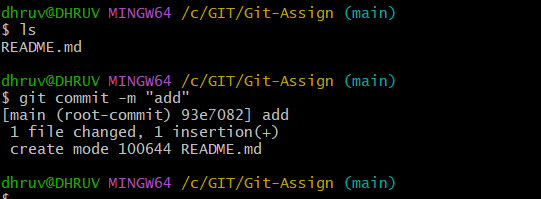 dhruv@DHRUV MINGW64 /c/GIT/Git-Assign (main)
$ ls
README.md
dhruv@DHRUV MINGW64 /c/GIT/Git-Assign (main)
$ git commit -m "add"
[main (root-commit) 93e7082] add
 1 file changed, 1 insertion(+)
 create mode 100644 README.md
dhruv@DHRUV MINGW64 /c/GIT/Git-Assign (main)
$